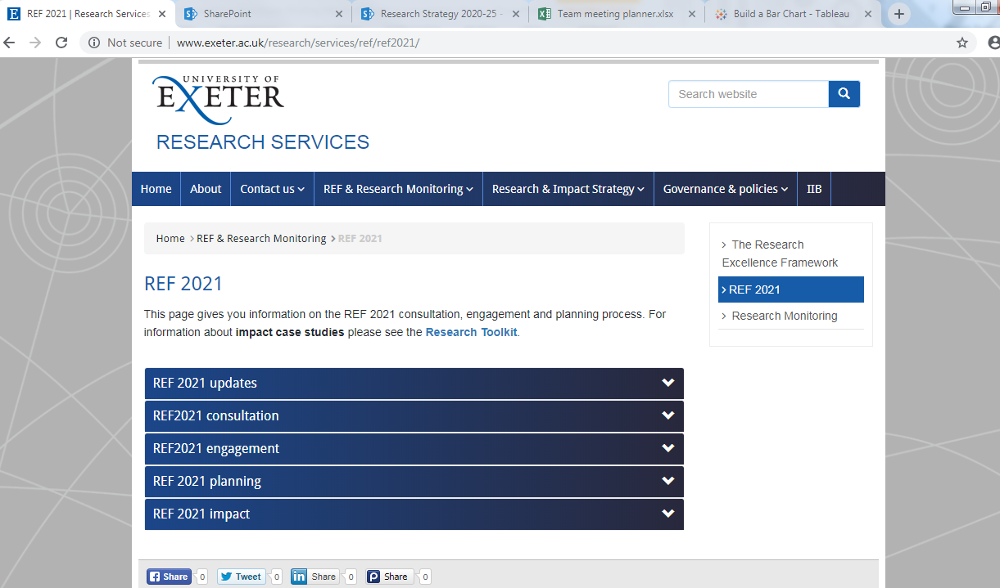 REF 2021 | Research Services
SharePoint
Research Strategy 2020-25 -
Team meeting planner.xlsx
Build a Bar Chart - Tableau
Not secure | www.exeter.ac.uk/research/services/ref/ref2021/
UNIVERSITY OF
EXETER
RESEARCH SERVICES
Search website
Home About Contact us REF & Research Monitoring Research & Impact Strategy Governance & policies IIB
Home > REF & Research Monitoring > REF 2021
REF 2021
This page gives you information on the REF 2021 consultation, engagement and planning process. For
information about impact case studies please see the Research Toolkit.
REF 2021 updates
REF2021 consultation
REF2021 engagement
REF 2021 planning
REF 2021 impact
> The Research
Excellence Framework
> REF 2021
> Research Monitoring
Share 0 Tweet 0 Share 0 Share 0